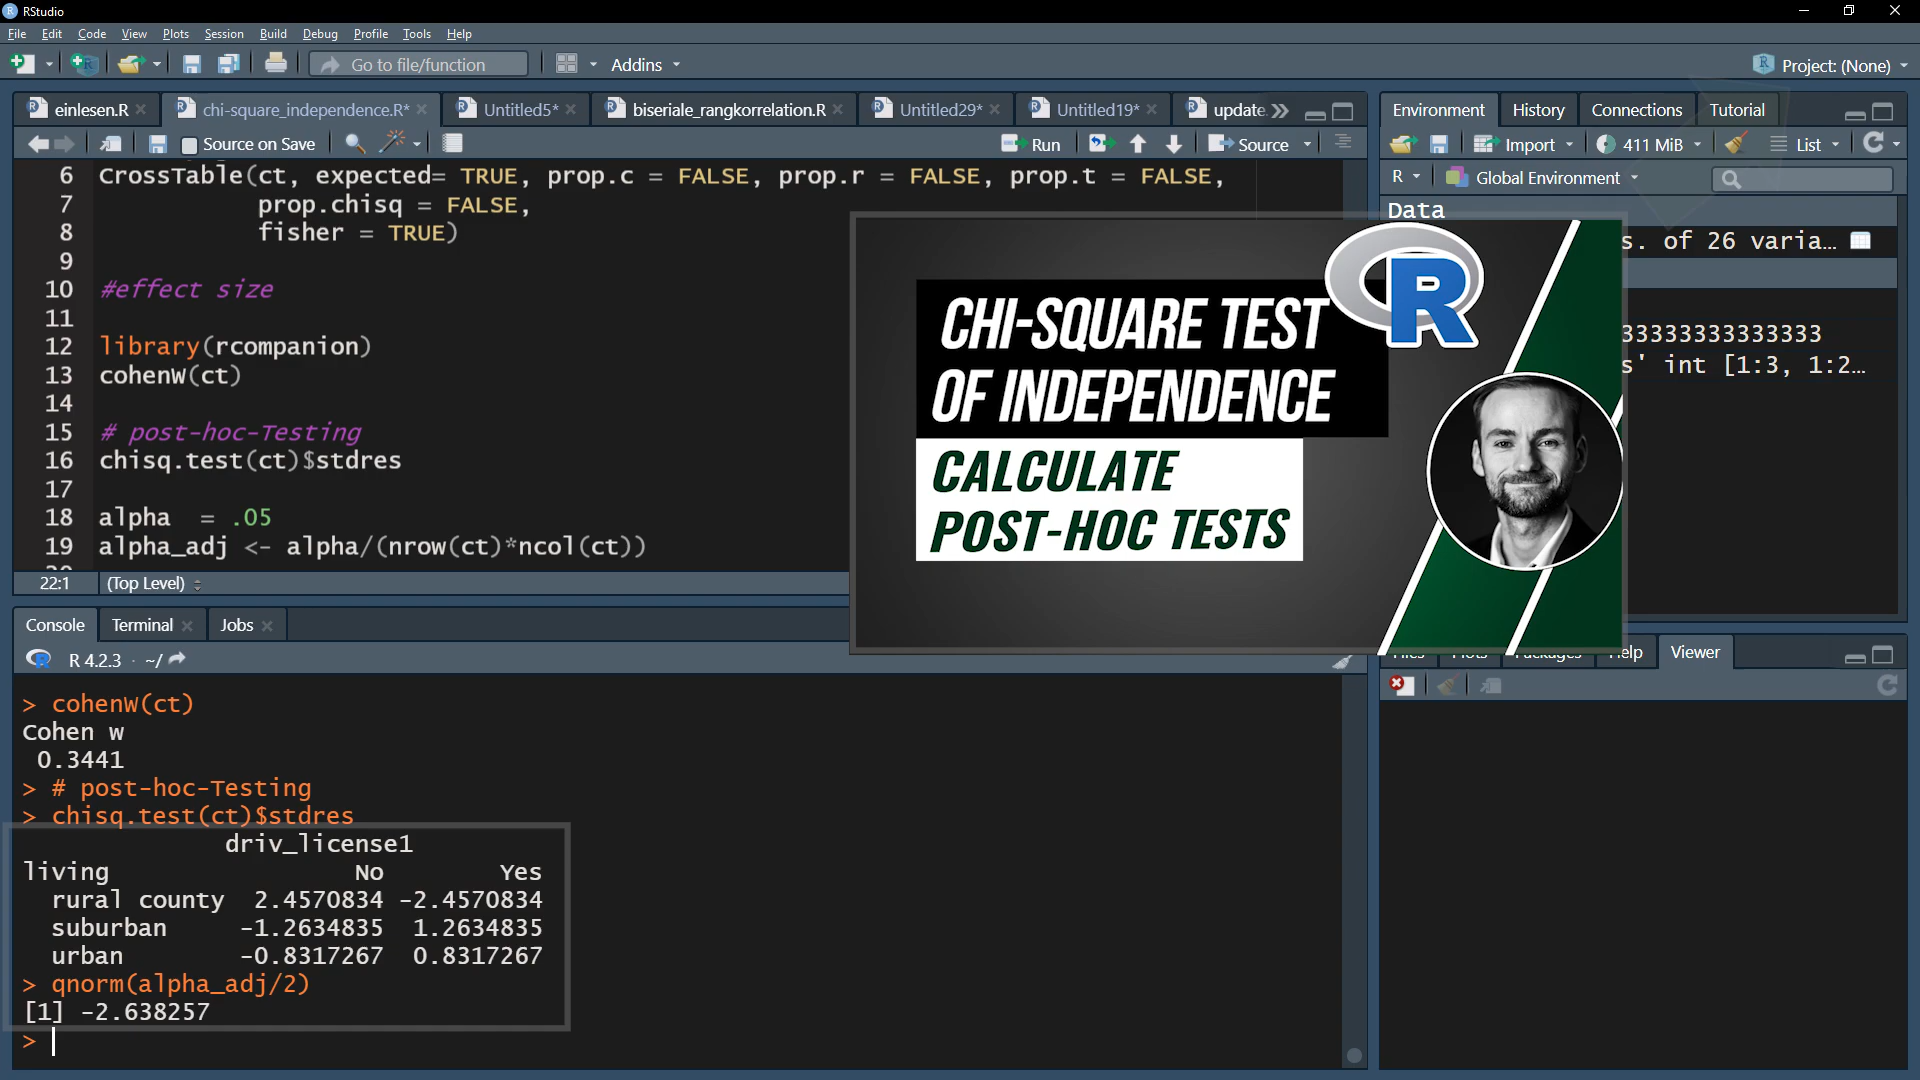 RStudio
File Edit Code View Plots Session Build Debug Profile Tools Help
Go to file/function Addins Project: (None)
einlesen.R chi-square_independence.R* Untitled5* biseriale_rangkorrelation.R Untitled29* Untitled19* update
Source on Save Run Source
6 CrossTable(ct, expected= TRUE, prop.c = FALSE, prop.r = FALSE, prop.t = FALSE,
7 prop.chisq = FALSE,
8 fisher = TRUE)
9
10 #effect size
11
12 library(rcompanion)
13 cohenW(ct)
14
15 # post-hoc-Testing
16 chisq.test(ct)$stdres
17
18 alpha  = .05
19 alpha_adj <- alpha/(nrow(ct)*ncol(ct))
22:1 (Top Level)
CHI-SQUARE TEST
OF INDEPENDENCE
CALCULATE
POST-HOC TESTS
R
Environment History Connections Tutorial
Import 411 MiB List
R Global Environment
Data
s. of 26 varia…
33333333333333
s' int [1:3, 1:2…
Console Terminal Jobs
R 4.2.3 · ~/
> cohenW(ct)
Cohen w
0.3441
> # post-hoc-Testing
> chisq.test(ct)$stdres
driv_license1
living No Yes
rural county 2.4570834 -2.4570834
suburban -1.2634835 1.2634835
urban -0.8317267 0.8317267
> qnorm(alpha_adj/2)
[1] -2.638257
>
Files Plots Packages Help Viewer